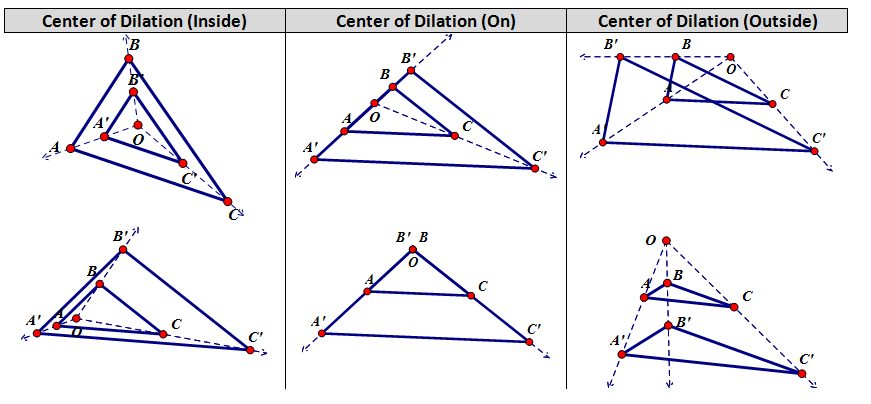 Center of Dilation (Inside)
Center of Dilation (On)
Center of Dilation (Outside)
B
B'
A'
A
O
C'
C
B'
B
A
O
C
A'
C'
B'
B
O
A
C
A'
C'
B'
B
A'
A
O
C
C'
B' B
O
A
C
A'
C'
O
B
A
C
B'
A'
C'